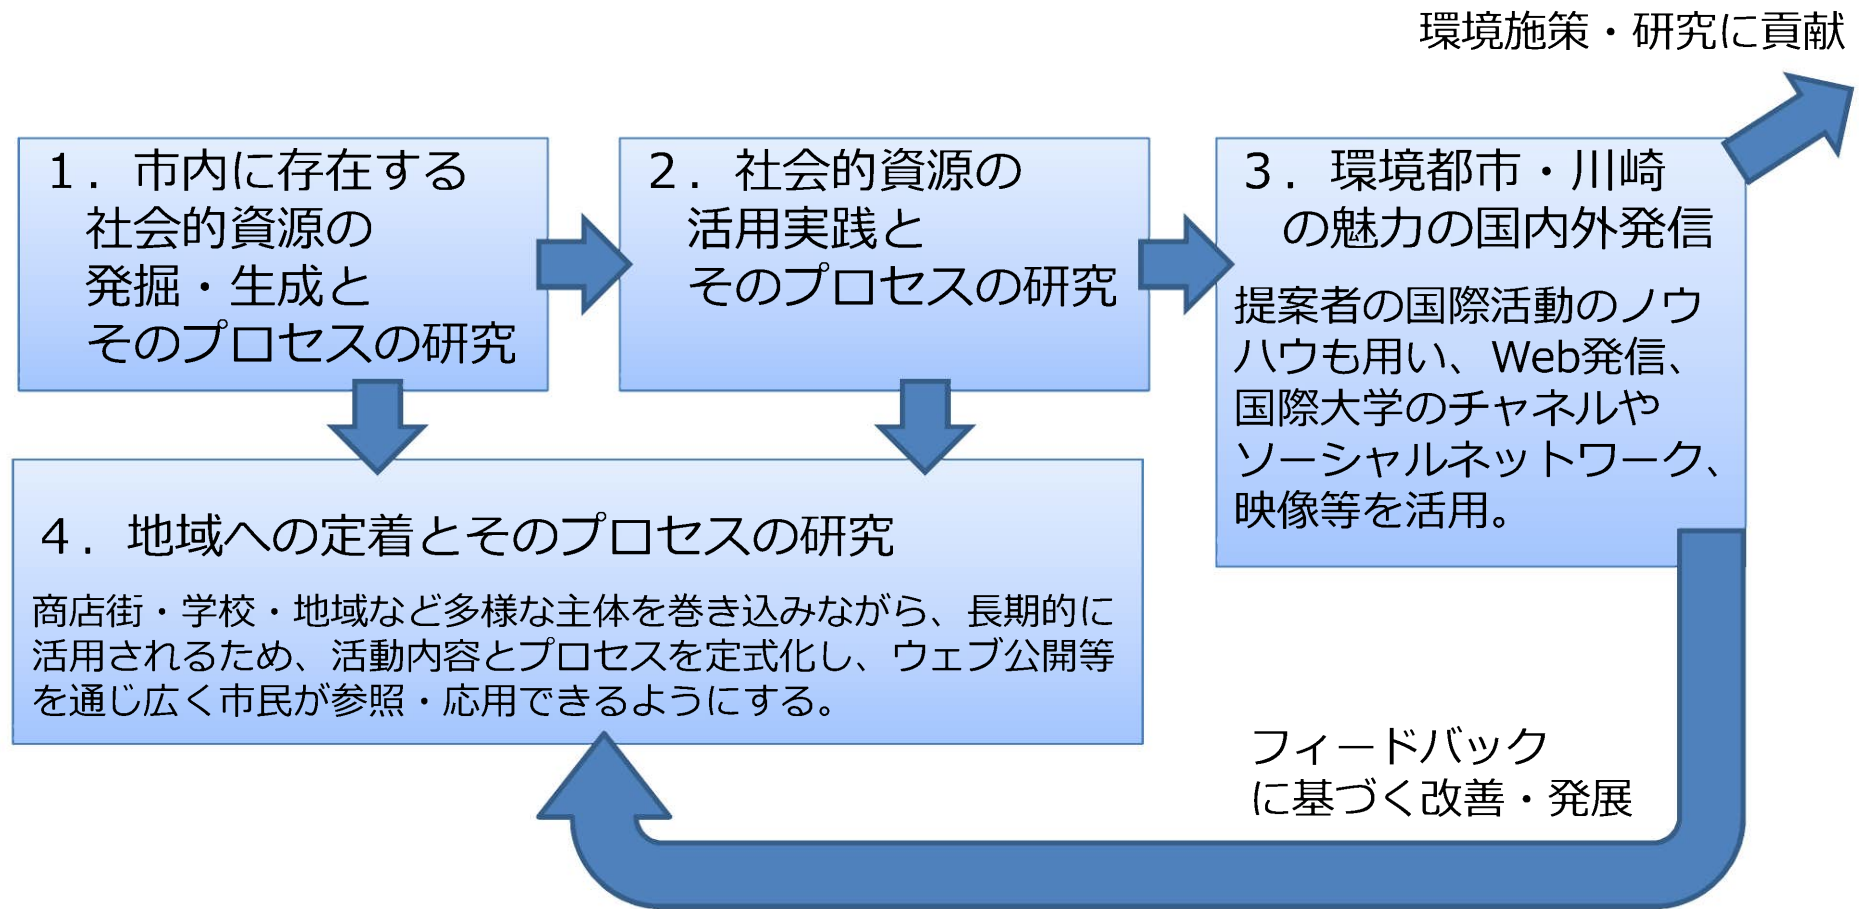 環境施策・研究に貢献
１．市内に存在する
社会的資源の
発掘・生成と
そのプロセスの研究
２．社会的資源の
活用実践と
そのプロセスの研究
３．環境都市・川崎
の魅力の国内外発信
提案者の国際活動のノウ
ハウも用い、Web発信、
国際大学のチャネルや
ソーシャルネットワーク、
映像等を活用。
４．地域への定着とそのプロセスの研究
商店街・学校・地域など多様な主体を巻き込みながら、長期的に
活用されるため、活動内容とプロセスを定式化し、ウェブ公開等
を通じ広く市民が参照・応用できるようにする。
フィードバック
に基づく改善・発展